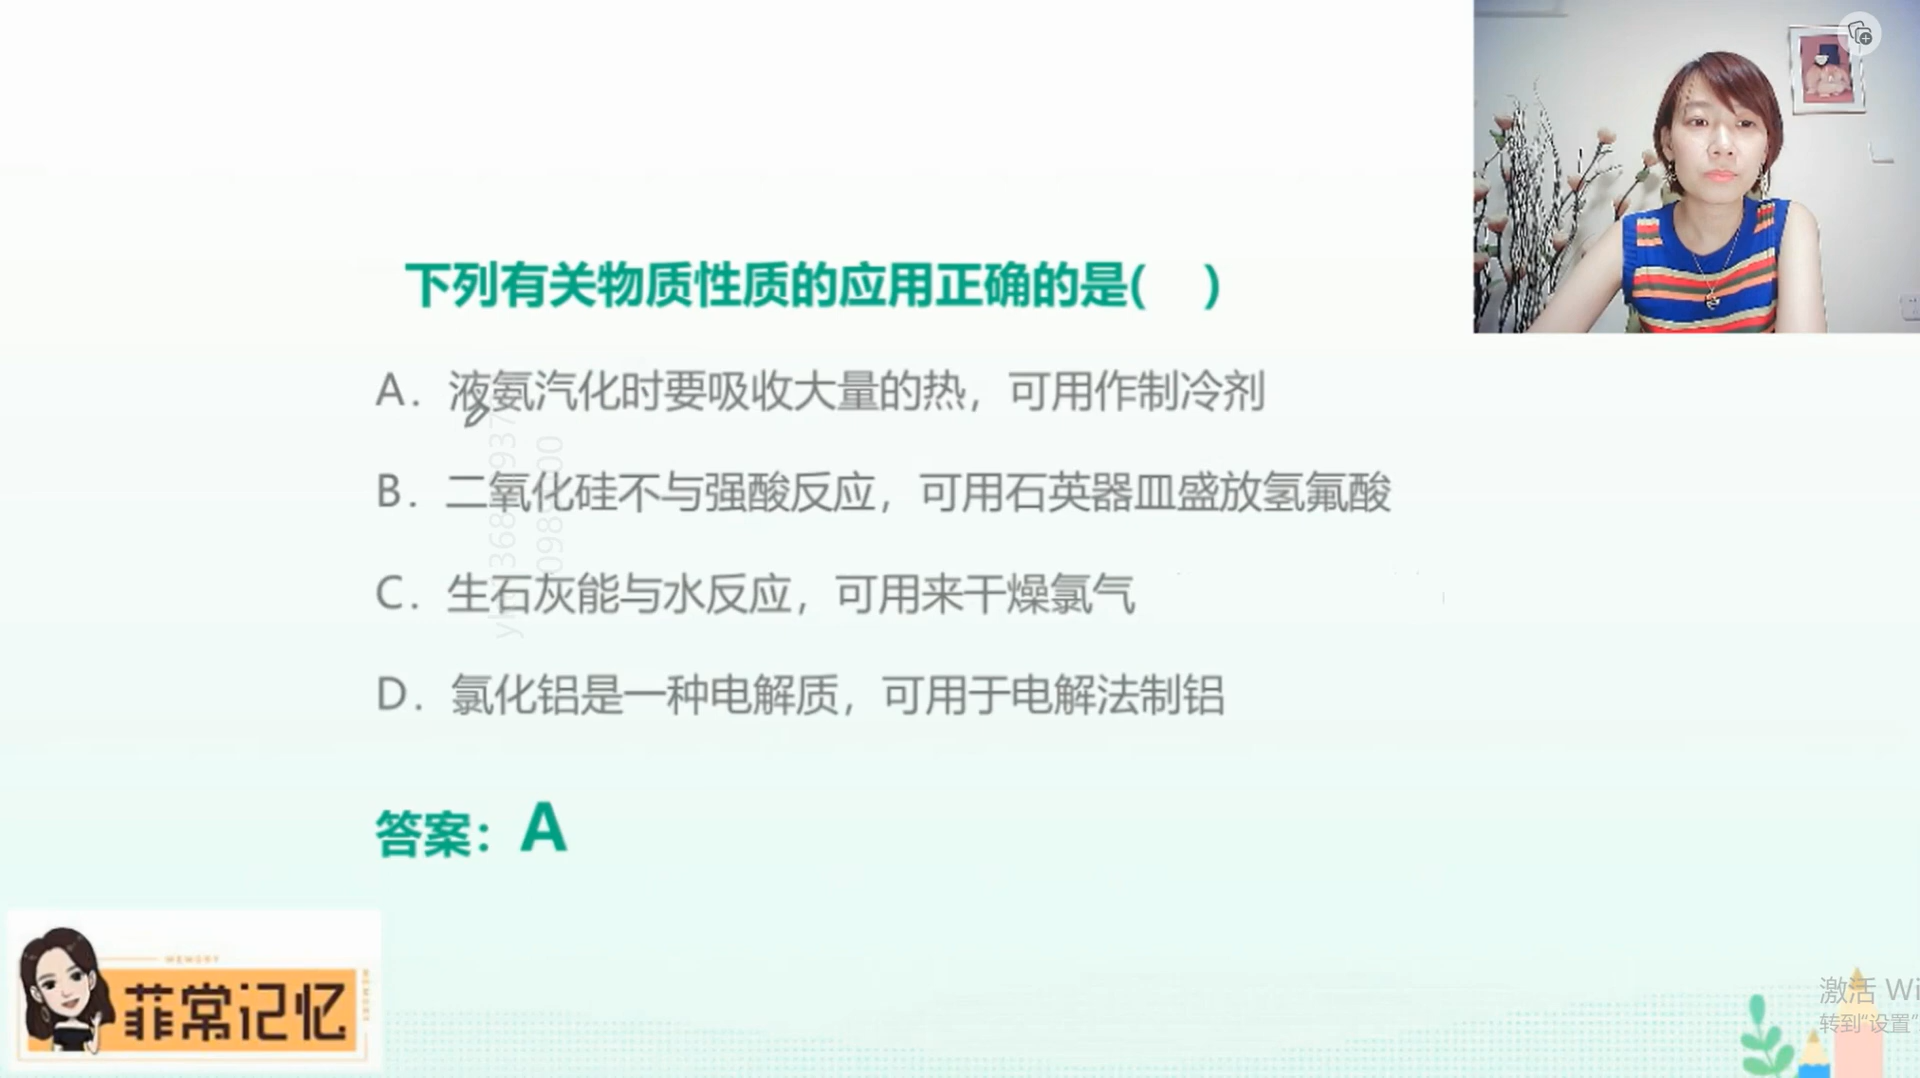 下列有关物质性质的应用正确的是(    )
A. 液氨汽化时要吸收大量的热，可用作制冷剂
B. 二氧化硅不与强酸反应，可用石英器皿盛放氢氟酸
C. 生石灰能与水反应，可用来干燥氯气
D. 氯化铝是一种电解质，可用于电解法制铝
答案：A
MEMORY
菲常记忆
激活 Wi
转到"设置"